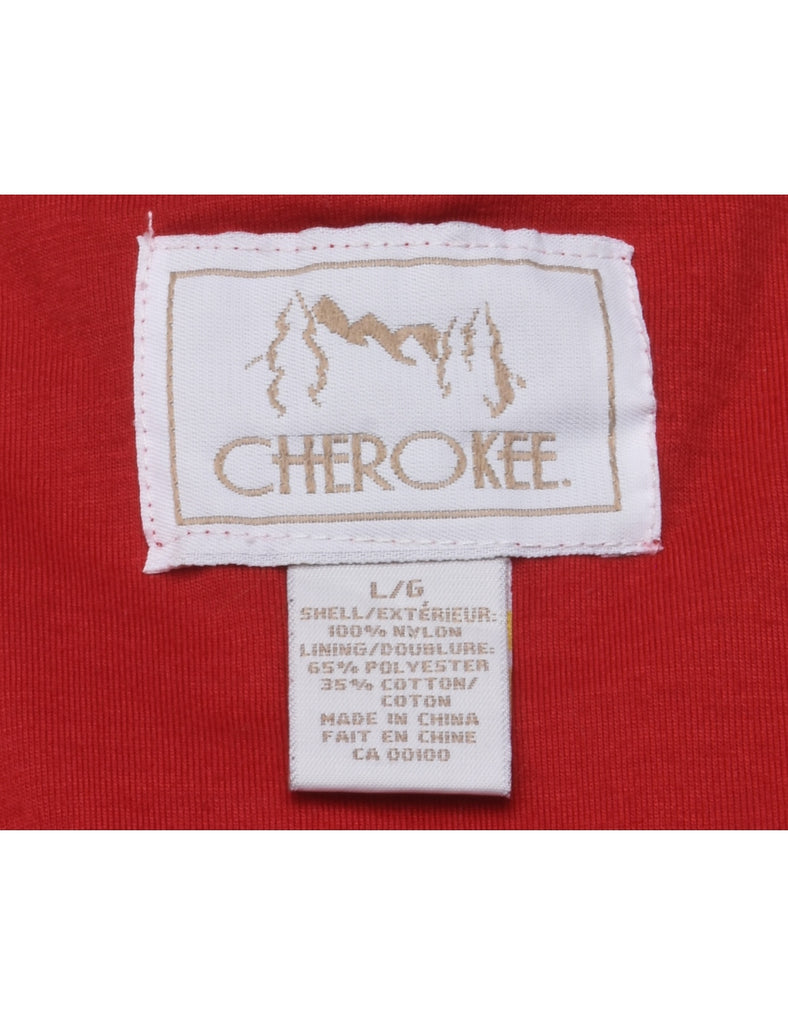 CHEROKEE.
L/G
SHELL/EXTÉRIEUR:
100% NYLON
LINING/DOUBLURE:
65% POLYESTER
35% COTTON/
COTON
MADE IN CHINA
FAIT EN CHINE
CA 00100